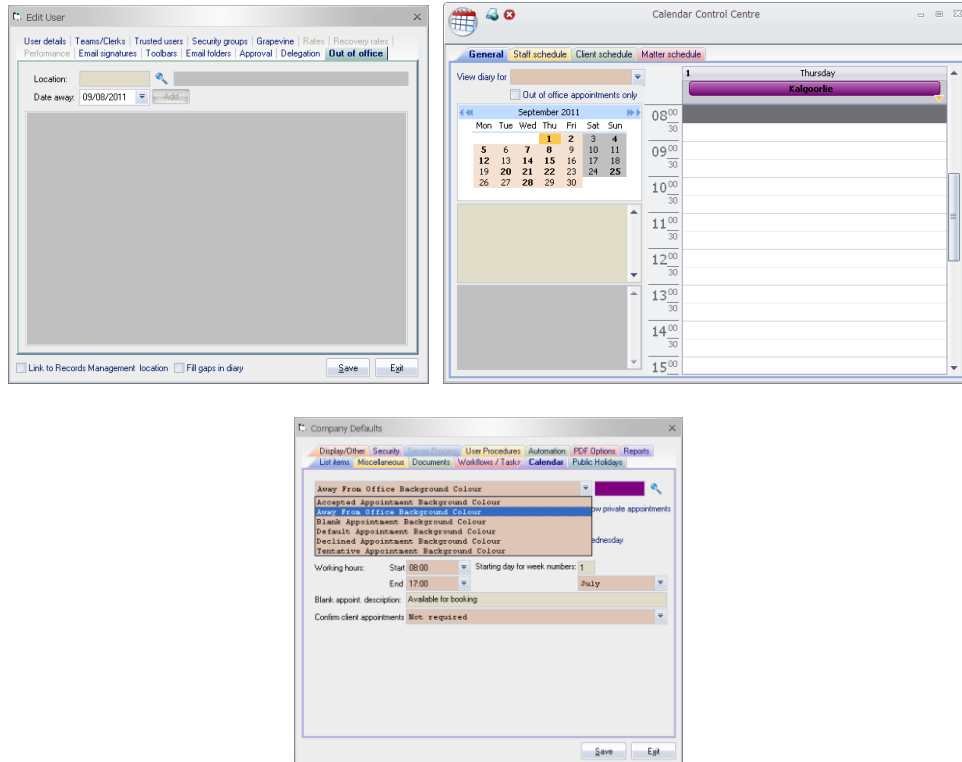 Edit User
User details | Teams/Clerks | Trusted users | Security groups | Grapevine | Rates | Recovery rates |
Performance | Email signatures | Toolbars | Email folders | Approval | Delegation | Out of office |
Location:
Date away: 09/08/2011 Add
Link to Records Management location Fill gaps in diary Save Exit
Calendar Control Centre
General Staff schedule Client schedule Matter schedule
View diary for
Out of office appointments only
September 2011
Mon Tue Wed Thu Fri Sat Sun
1 2 3 4
5 6 7 8 9 10 11
12 13 14 15 16 17 18
19 20 21 22 23 24 25
26 27 28 29 30
1 Thursday
Kalgoorlie
08 00
30
09 00
30
10 00
30
11 00
30
12 00
30
13 00
30
14 00
30
15 00
Company Defaults
Display/Other Security User Procedures Automation PDF Options Reports
List items Miscellaneous Documents Workflows / Tasks Calendar Public Holidays
Away From Office Background Colour
Accepted Appointment Background Colour
Away From Office Background Colour
Blank Appointment Background Colour
Default Appointment Background Colour
Declined Appointment Background Colour
Tentative Appointment Background Colour
ow private appointments
ednesday
Working hours: Start 08:00 Starting day for week numbers: 1
End 17:00 July
Blank appoint. description: Available for booking
Confirm client appointments Not required
Save Exit